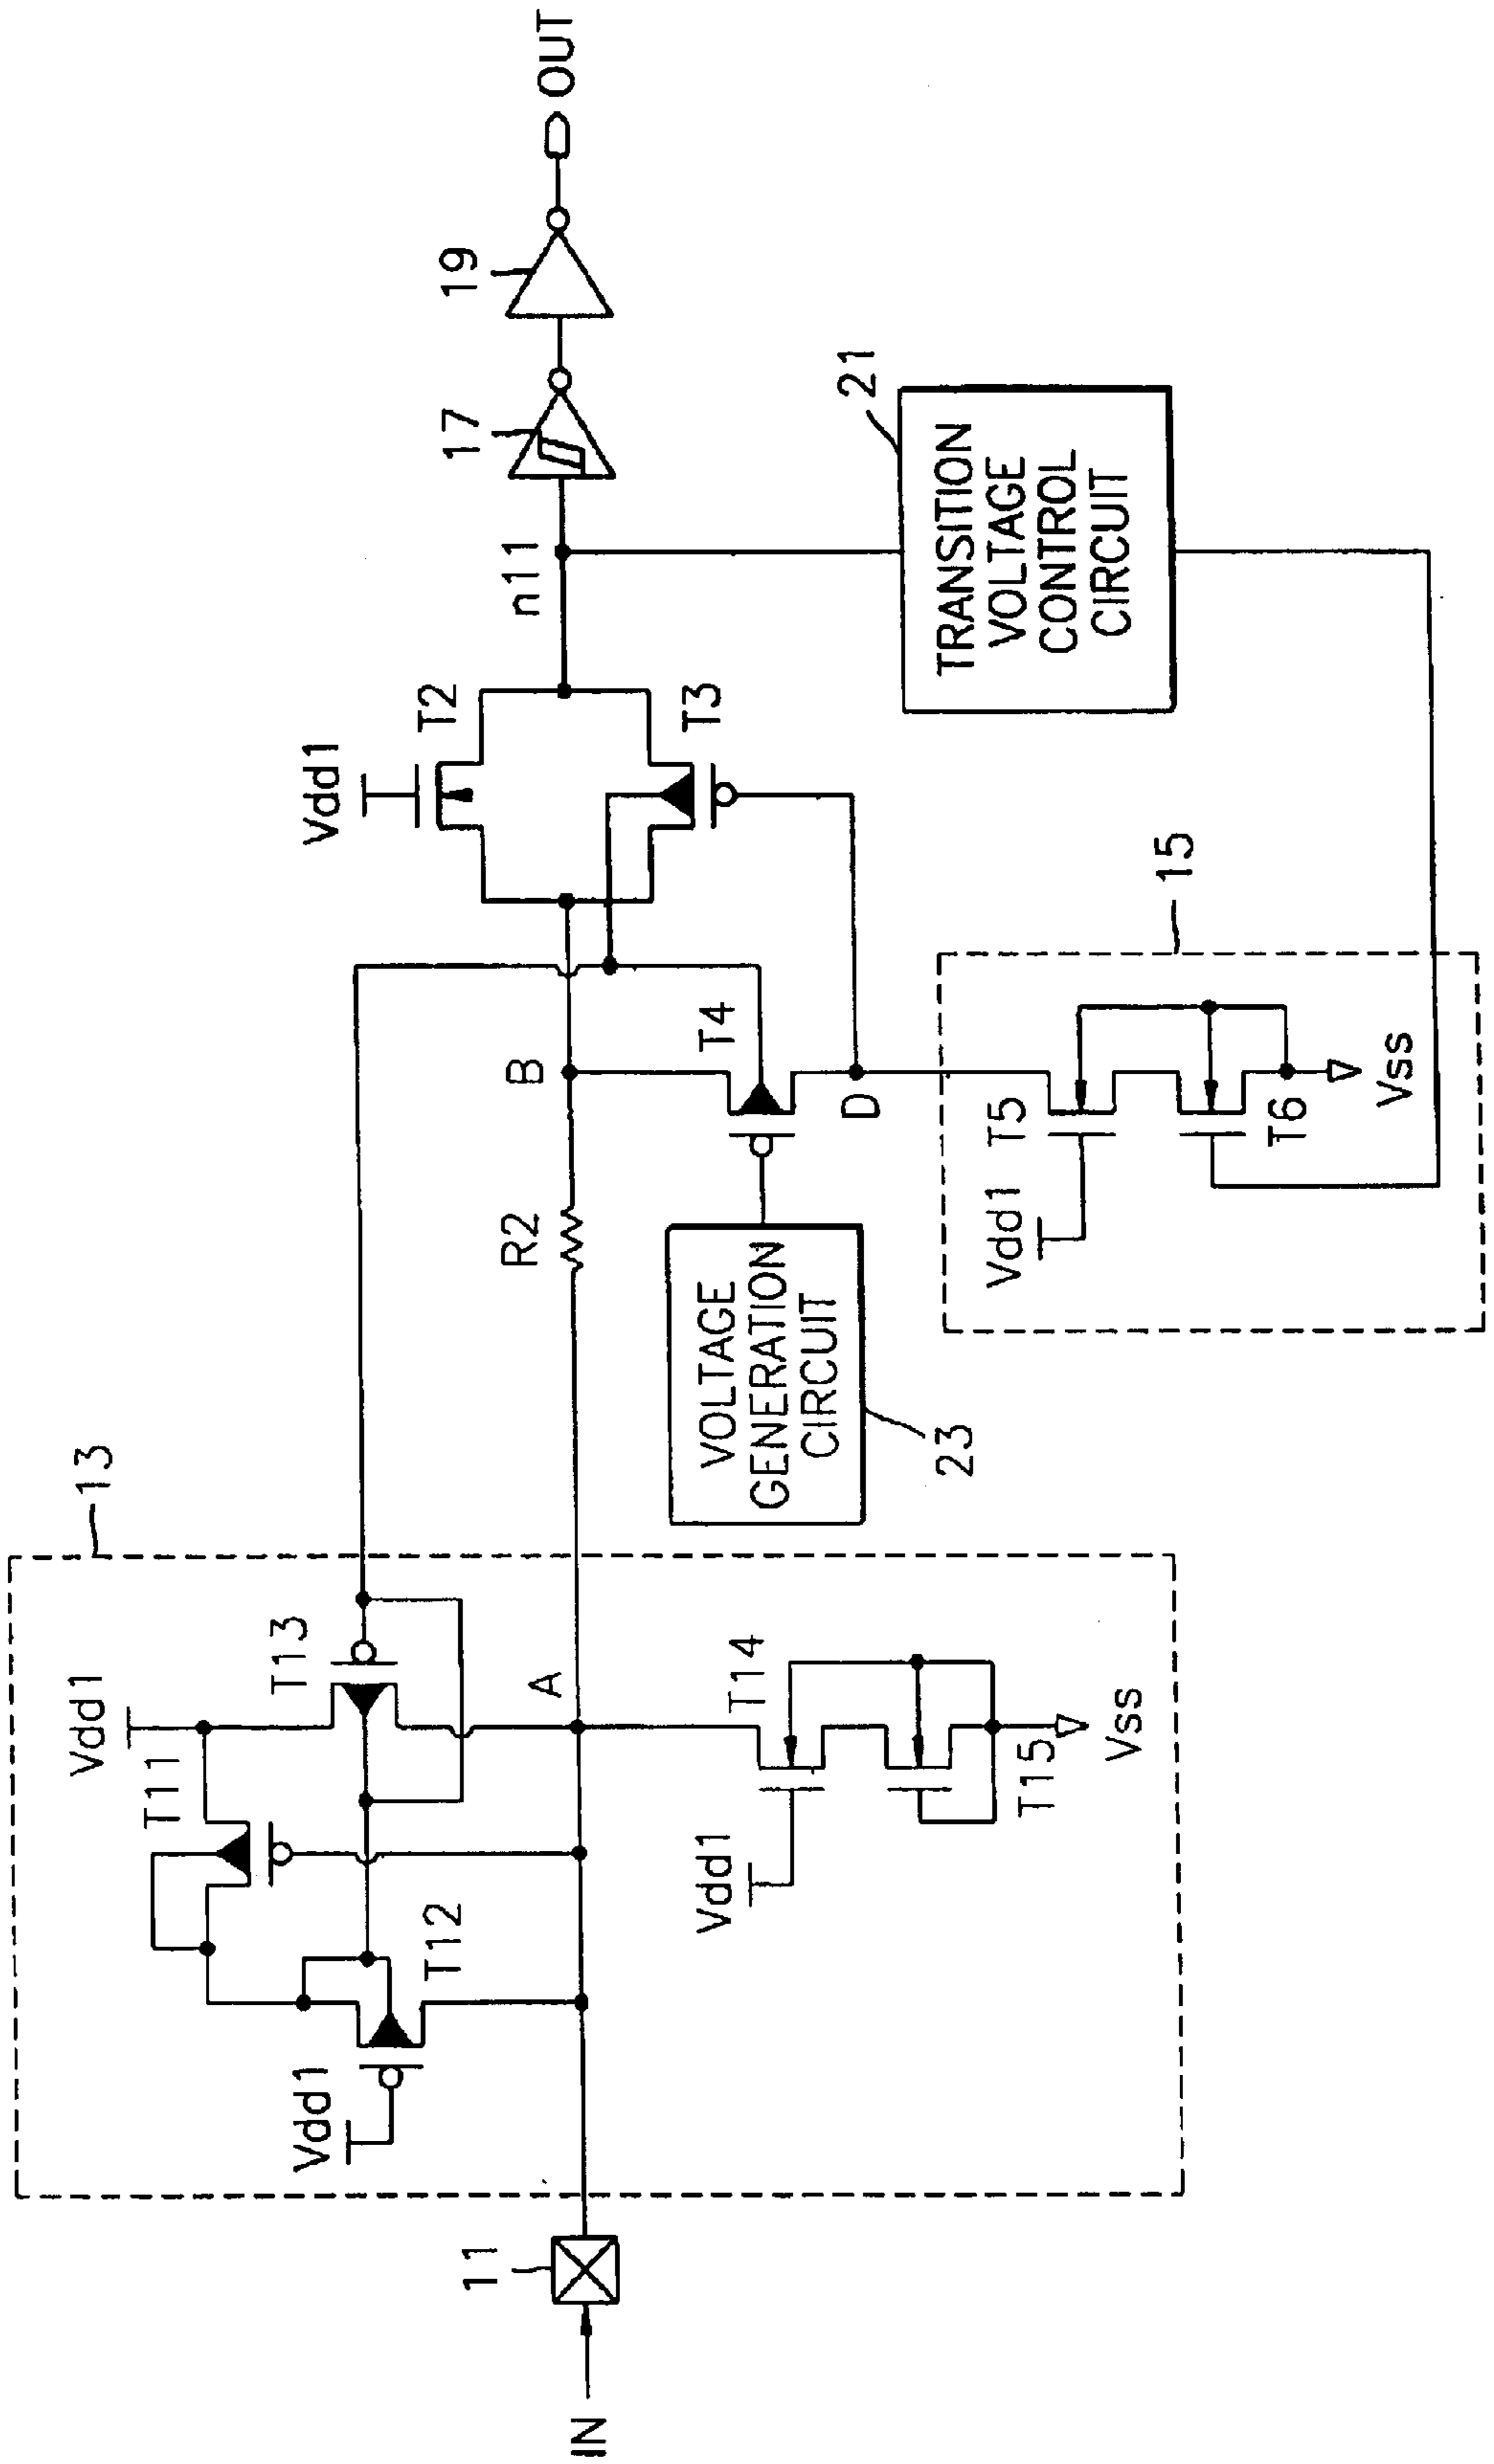 13
Vdd1
T11
T13
T12
Vdd1
A
IN
11
Vdd1
T14
T15
Vss
R2
B
VOLTAGE
GENERATION
CIRCUIT
23
T4
D
Vdd1
T2
T3
n11
17
19
OUT
TRANSITION
VOLTAGE
CONTROL
CIRCUIT
21
15
Vdd1
T5
T6
Vss